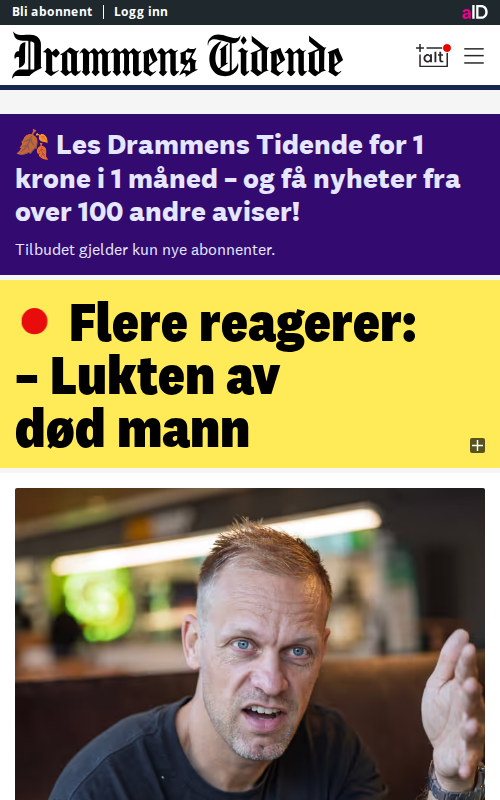 Bli abonnent | Logg inn
aID
Drammens Tidende
+alt
🍂 Les Drammens Tidende for 1
krone i 1 måned – og få nyheter fra
over 100 andre aviser!
Tilbudet gjelder kun nye abonnenter.
Flere reagerer:
– Lukten av
død mann